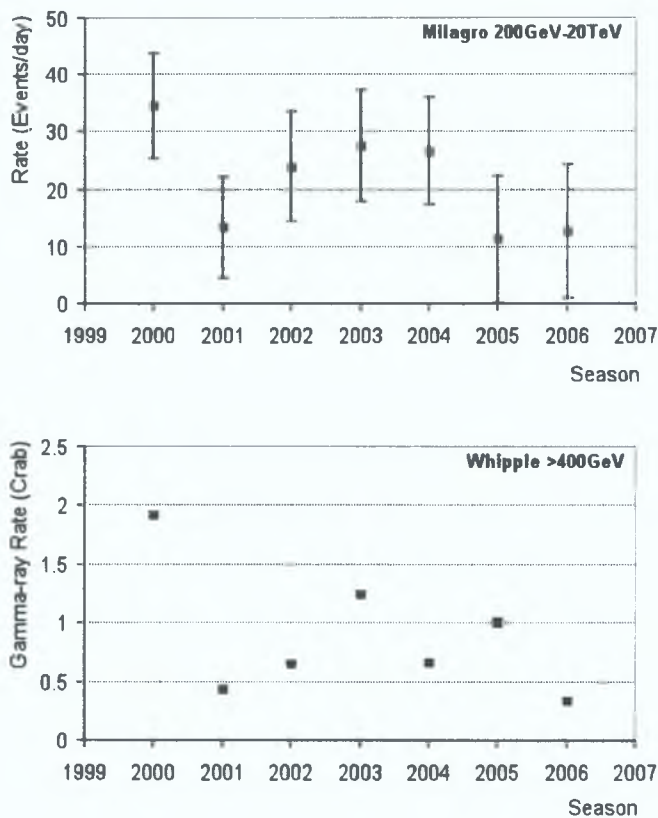 Milagro 200GeV-20TeV
Rate (Events/day)
50
40
30
20
10
0
1999 2000 2001 2002 2003 2004 2005 2006 2007
Season
Whipple >400GeV
Gamma-ray Rate (Crab)
2.5
2
1.5
1
0.5
0
1999 2000 2001 2002 2003 2004 2005 2006 2007
Season